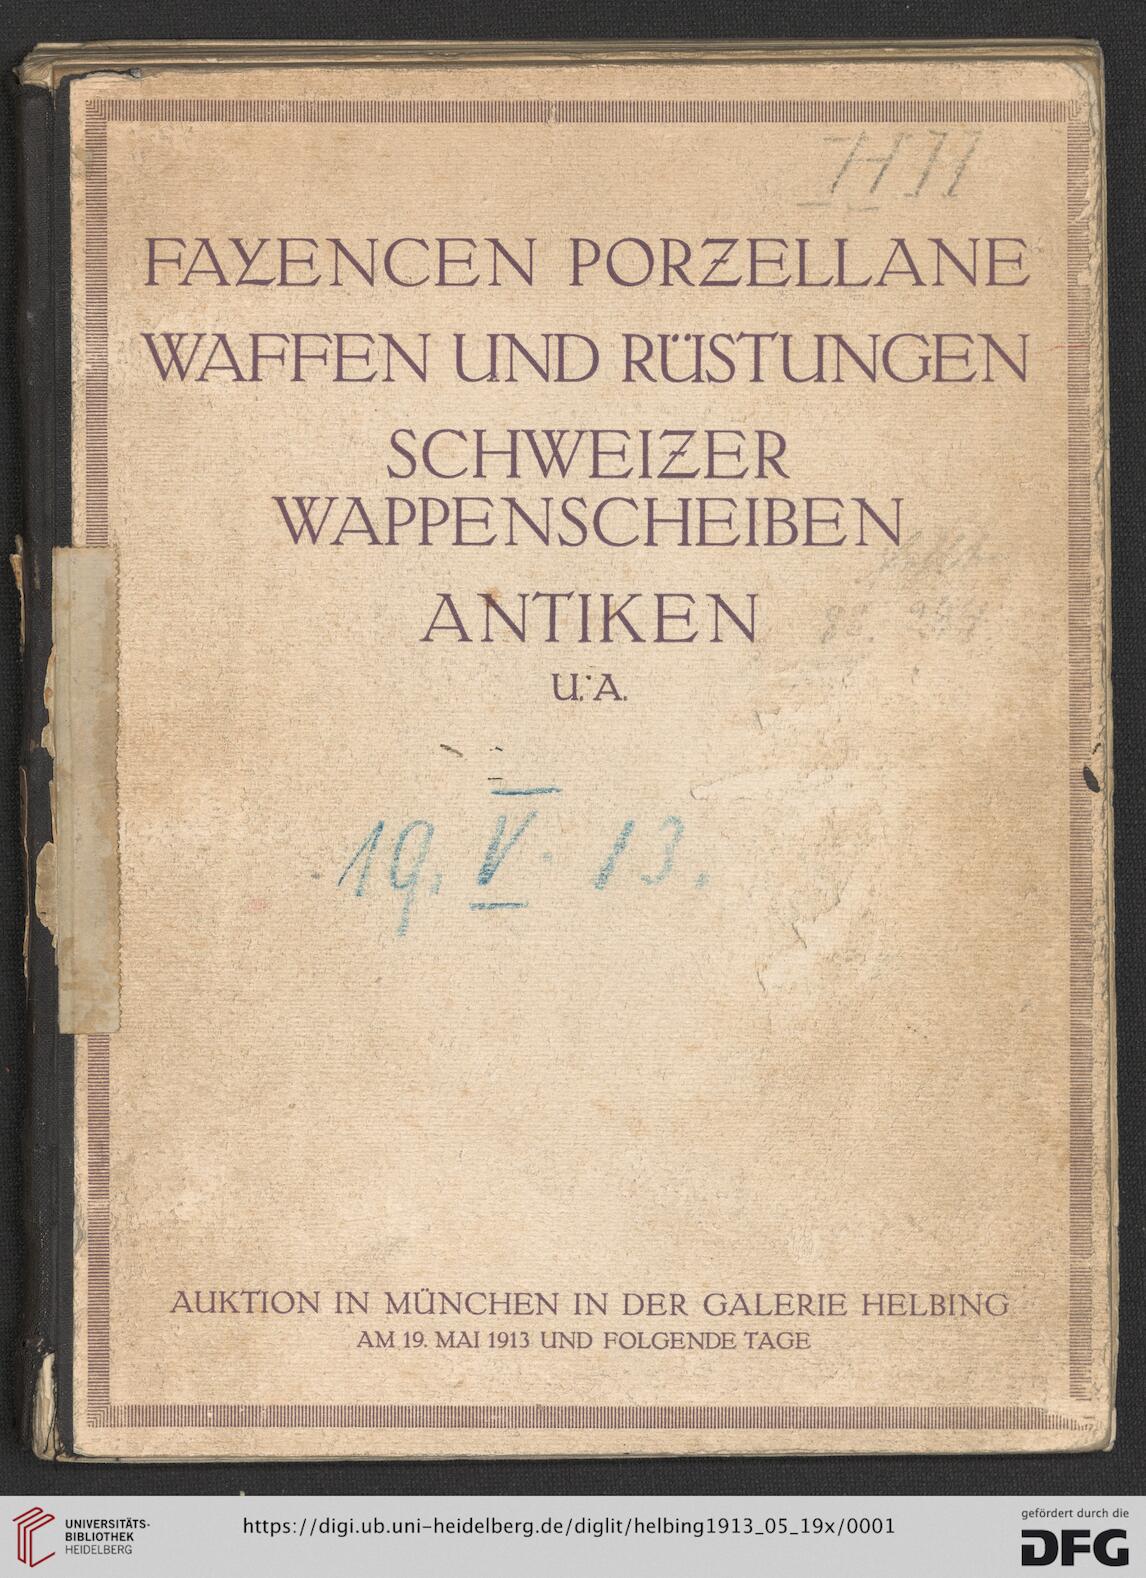 FAYENCEN PORZELLANE
WAFFEN UND RÜSTUNGEN
SCHWEIZER
WAPPENSCHEIBEN
ANTIKEN
U. A.
19. V. 13.
AUKTION IN MÜNCHEN IN DER GALERIE HELBING
AM 19. MAI 1913 UND FOLGENDE TAGE
UNIVERSITÄTS-
BIBLIOTHEK
HEIDELBERG
https://digi.ub.uni-heidelberg.de/diglit/helbing1913_05_19x/0001
gefördert durch die
DFG